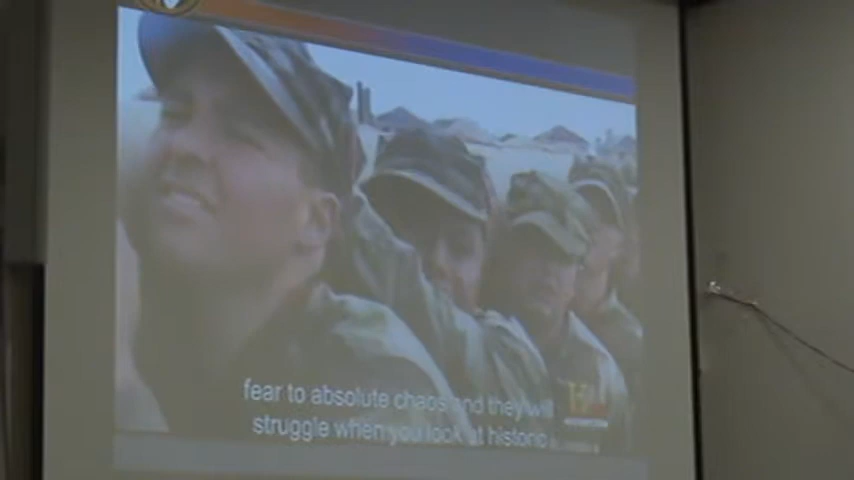 fear to absolute chaos and they will
struggle when you look at historic